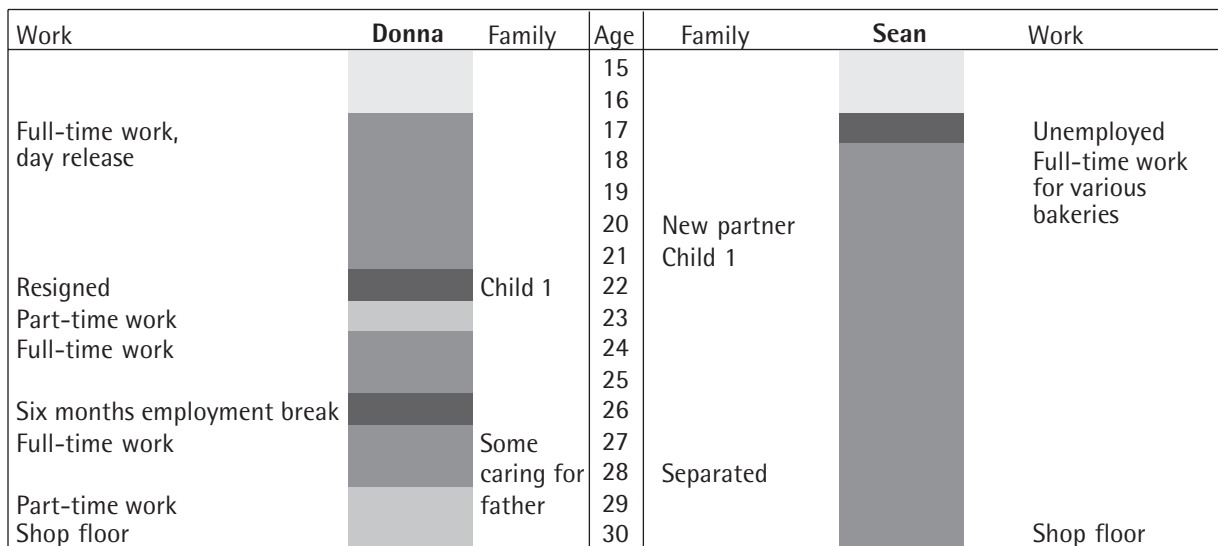 Work Donna Family Age Family Sean Work
15
16
Full-time work, 17 Unemployed
day release 18 Full-time work
19 for various
20 New partner bakeries
21 Child 1
Resigned Child 1 22
Part-time work 23
Full-time work 24
25
Six months employment break 26
Full-time work Some 27
caring for 28 Separated
Part-time work father 29
Shop floor 30 Shop floor